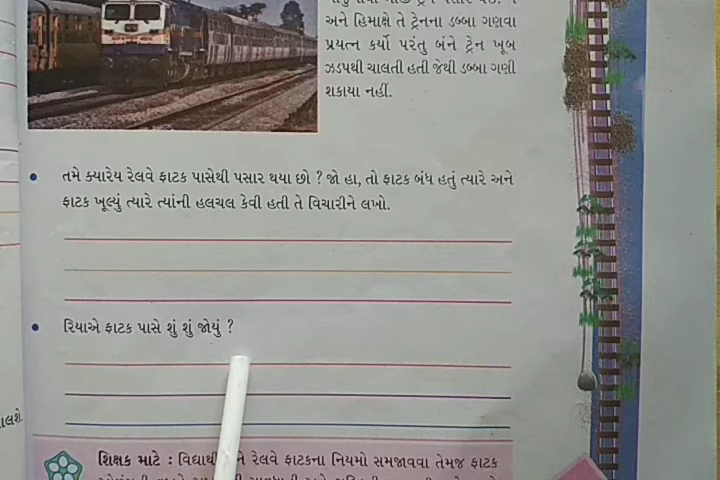 અને હિમાક્ષે તે ટ્રેનના ડબ્બા ગણવા
પ્રયત્ન કર્યો પરંતુ બંને ટ્રેન ખૂબ
ઝડપથી ચાલતી હતી જેથી ડબ્બા ગણી
શકાયા નહીં.
• તમે ક્યારેય રેલવે ફાટક પાસેથી પસાર થયા છો ? જો હા, તો ફાટક બંધ હતું ત્યારે અને
ફાટક ખૂલ્યું ત્યારે ત્યાંની હલચલ કેવી હતી તે વિચારીને લખો.
• રિયાએ ફાટક પાસે શું શું જોયું ?
શિક્ષક માટે : વિદ્યાર્થી ને રેલવે ફાટકના નિયમો સમજાવવા તેમજ ફાટક